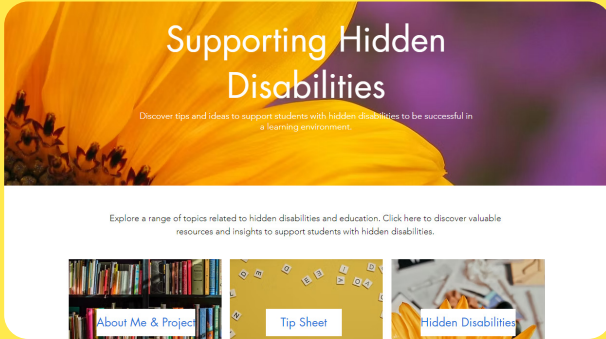 Supporting Hidden
Disabilities
Discover tips and ideas to support students with hidden disabilities to be successful in
a learning environment.
Explore a range of topics related to hidden disabilities and education. Click here to discover valuable
resources and insights to support students with hidden disabilities.
About Me & Project
Tip Sheet
Hidden Disabilities